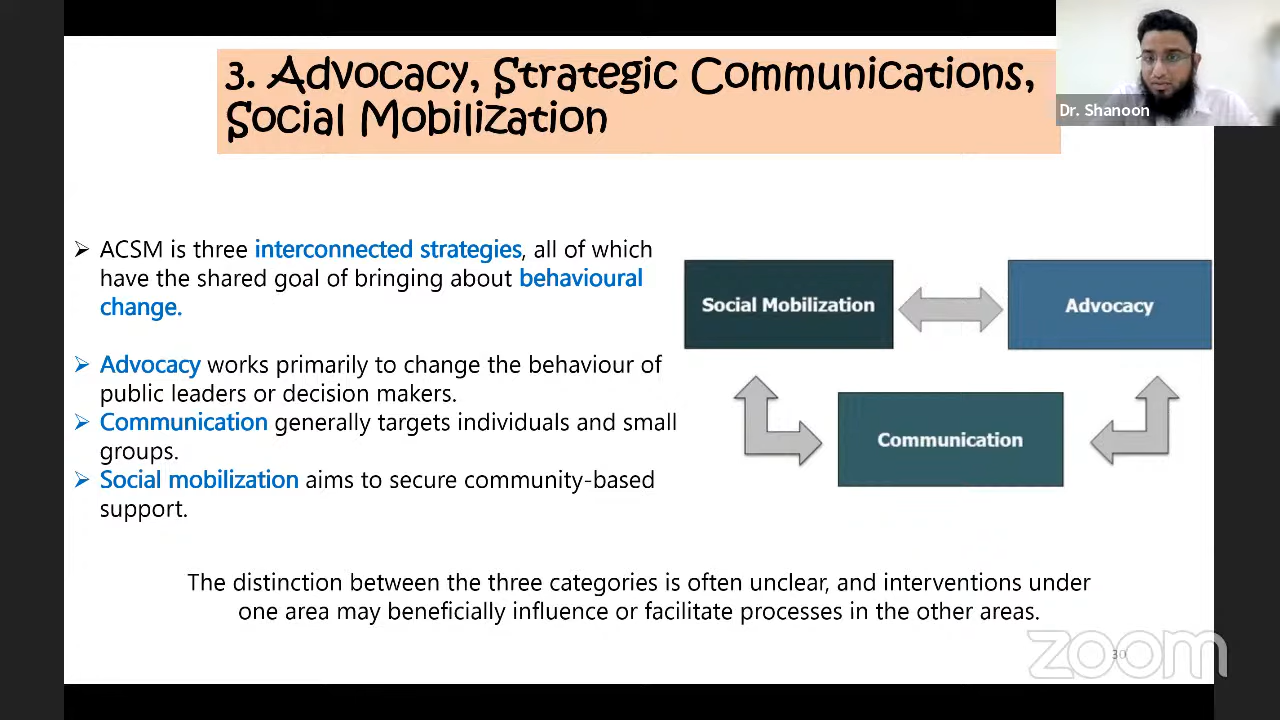 3. Advocacy, Strategic Communications,
Social Mobilization
Dr. Shanoon
ACSM is three interconnected strategies, all of which
have the shared goal of bringing about behavioural
change.
Advocacy works primarily to change the behaviour of
public leaders or decision makers.
Communication generally targets individuals and small
groups.
Social mobilization aims to secure community-based
support.
Social Mobilization
Advocacy
Communication
The distinction between the three categories is often unclear, and interventions under
one area may beneficially influence or facilitate processes in the other areas.
zoom
30